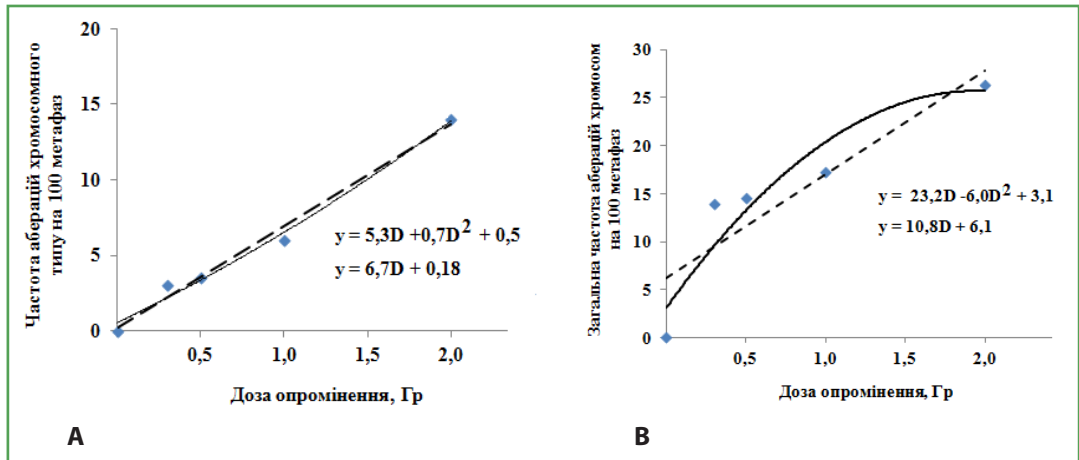 Частота аберацій хромосомного
типу на 100 метафаз
20
15
10
5
0
0,5
1,0
1,5
2,0
y = 5,3D +0,7D² + 0,5
y = 6,7D + 0,18
Доза опромінення, Гр
A
Загальна частота аберацій хромосом
на 100 метафаз
30
25
20
15
10
5
0
0,5
1,0
1,5
2,0
y = 23,2D -6,0D² + 3,1
y = 10,8D + 6,1
Доза опромінення, Гр
B